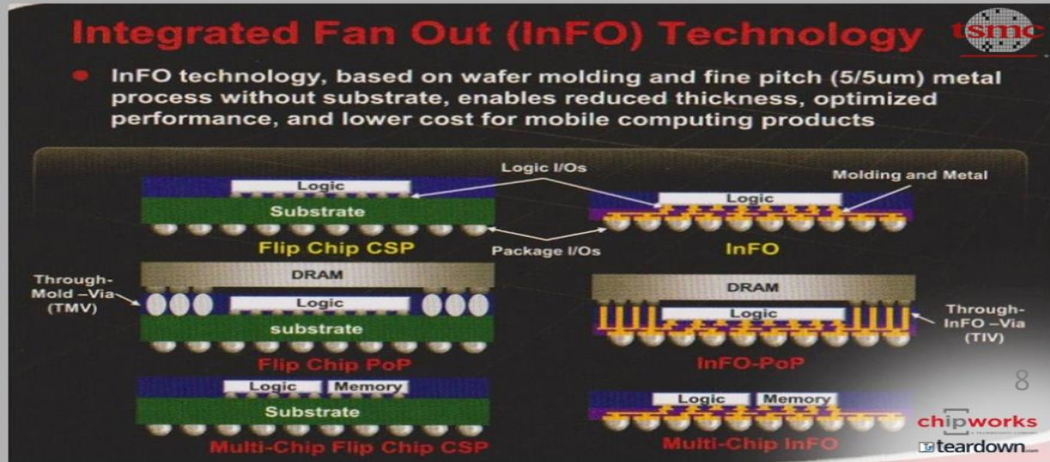 Integrated Fan Out (InFO) Technology
tsmc
InFO technology, based on wafer molding and fine pitch (5/5um) metal
process without substrate, enables reduced thickness, optimized
performance, and lower cost for mobile computing products
Logic I/Os
Molding and Metal
Logic
Logic
Substrate
Flip Chip CSP
Package I/Os
InFO
Through-
Mold –Via
(TMV)
DRAM
Logic
substrate
Flip Chip PoP
DRAM
Logic
InFO-PoP
Through-
InFO –Via
(TIV)
Logic
Memory
Substrate
Multi-Chip Flip Chip CSP
Logic
Memory
Multi-Chip InFO
8
chipworks
teardown